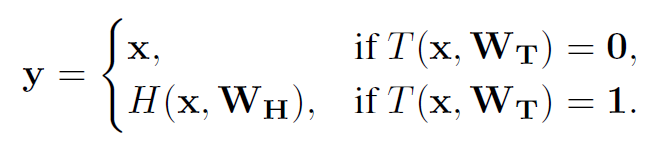 y = { x, if T(x, W_T) = 0,
H(x, W_H), if T(x, W_T) = 1.